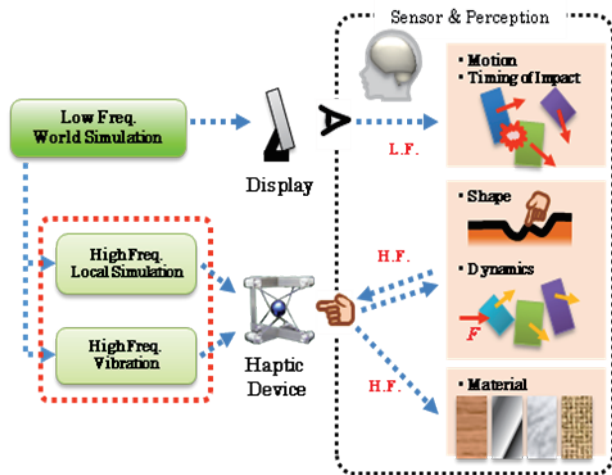 Sensor & Perception
・Motion
・Timing of Impact
Low Freq.
World Simulation
L.F.
Display
・Shape
High Freq.
Local Simulation
H.F.
・Dynamics
F
High Freq.
Vibration
Haptic
Device
H.F.
・Material